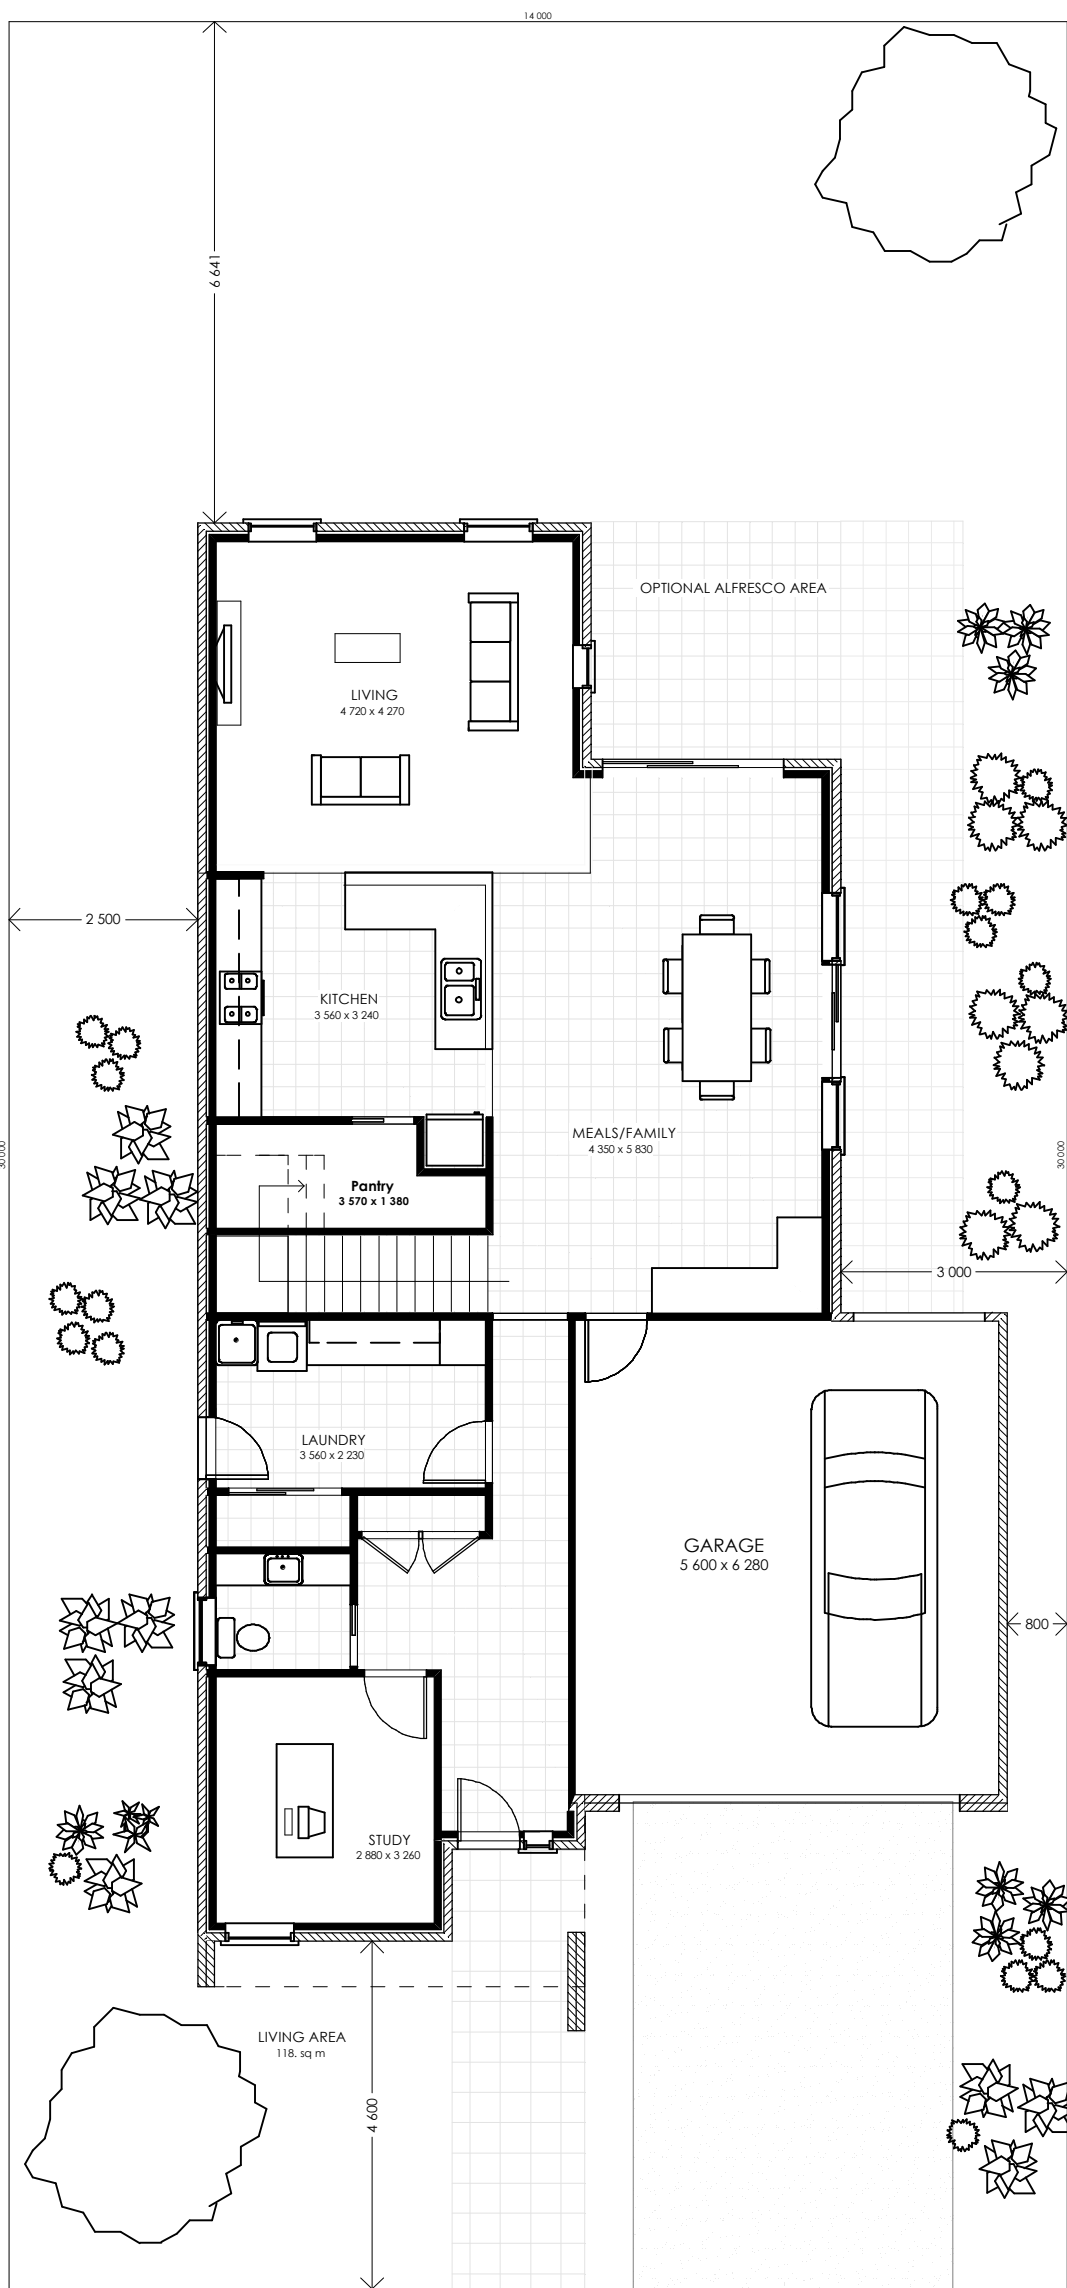 14 000
6 641
OPTIONAL ALFRESCO AREA
LIVING
4 720 x 4 270
2 500
KITCHEN
3 560 x 3 240
MEALS/FAMILY
4 350 x 5 830
30 000
30 000
Pantry
3 570 x 1 380
3 000
LAUNDRY
3 560 x 2 230
GARAGE
5 600 x 6 280
800
STUDY
2 880 x 3 260
LIVING AREA
118. sq m
4 600